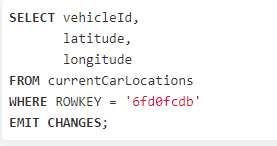 SELECT vehicleId,
       latitude,
       longitude
FROM currentCarLocations
WHERE ROWKEY = '6fd0fcdb'
EMIT CHANGES;